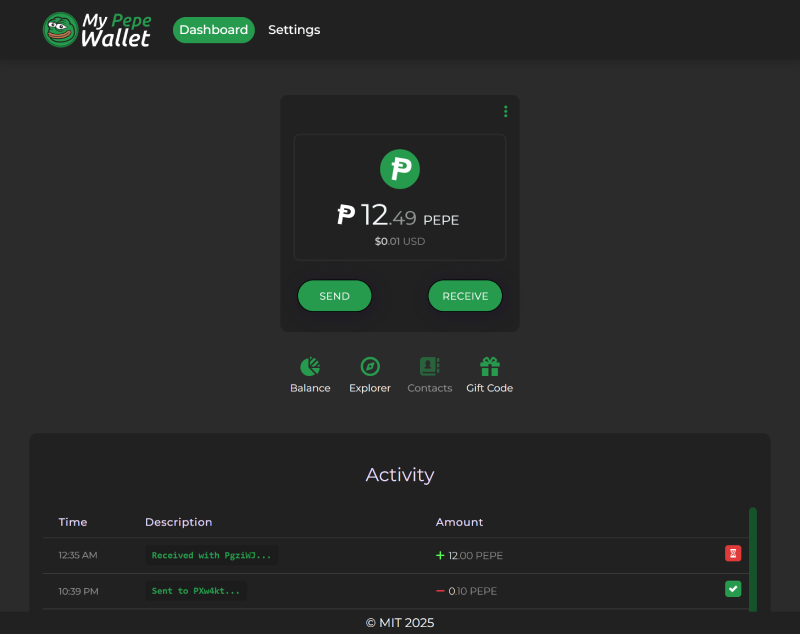 My Pepe
Wallet
Dashboard
Settings
12.49 PEPE
$0.01 USD
SEND
RECEIVE
Balance
Explorer
Contacts
Gift Code
Activity
Time Description Amount
12:35 AM Received with PgziWJ... + 12.00 PEPE
10:39 PM Sent to PXw4kt... − 0.10 PEPE
© MIT 2025